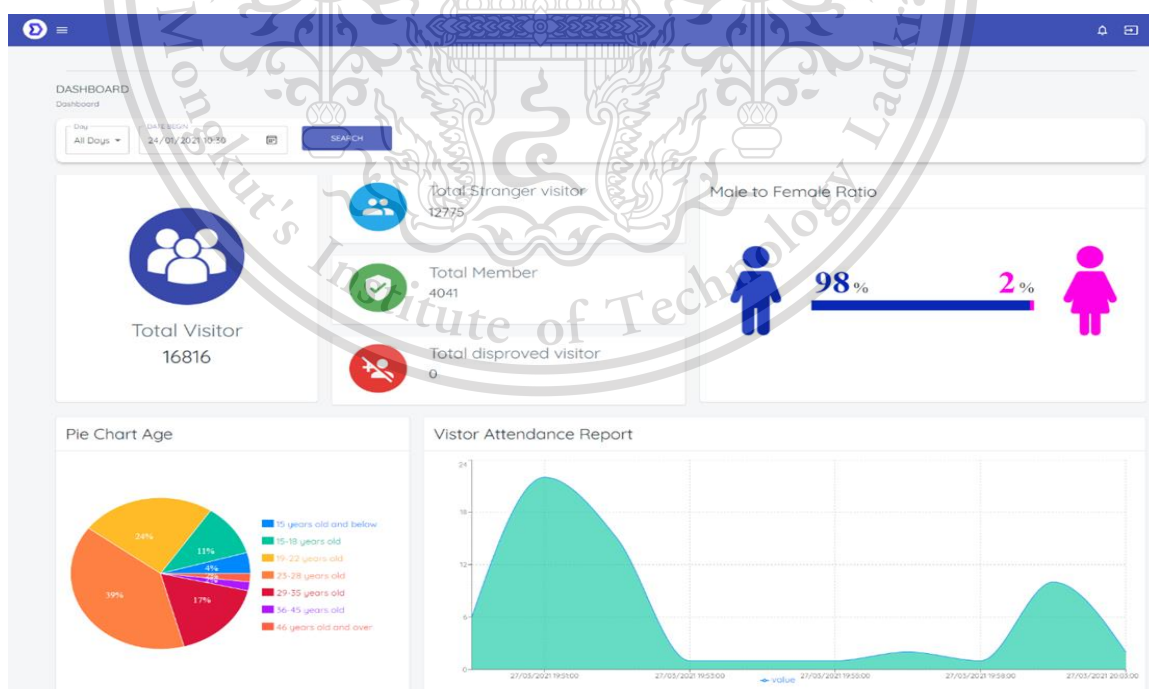 DASHBOARD
Dashboard
Day
All Days
DATE BEGIN
24/01/2021 10:30
SEARCH
Total Visitor
16816
Total Stranger visitor
12775
Total Member
4041
Total disproved visitor
0
Male to Female Ratio
98 %
2 %
Pie Chart Age
24%
11%
4%
2%
39%
17%
15 years old and below
15-18 years old
19-22 years old
23-28 years old
29-35 years old
36-45 years old
46 years old and over
Vistor Attendance Report
24
18
12
6
0
27/03/2021 19:51:00
27/03/2021 19:53:00
27/03/2021 19:55:00
27/03/2021 19:58:00
27/03/2021 20:03:00
value
Mongkut's Institute of Technology Ladkra